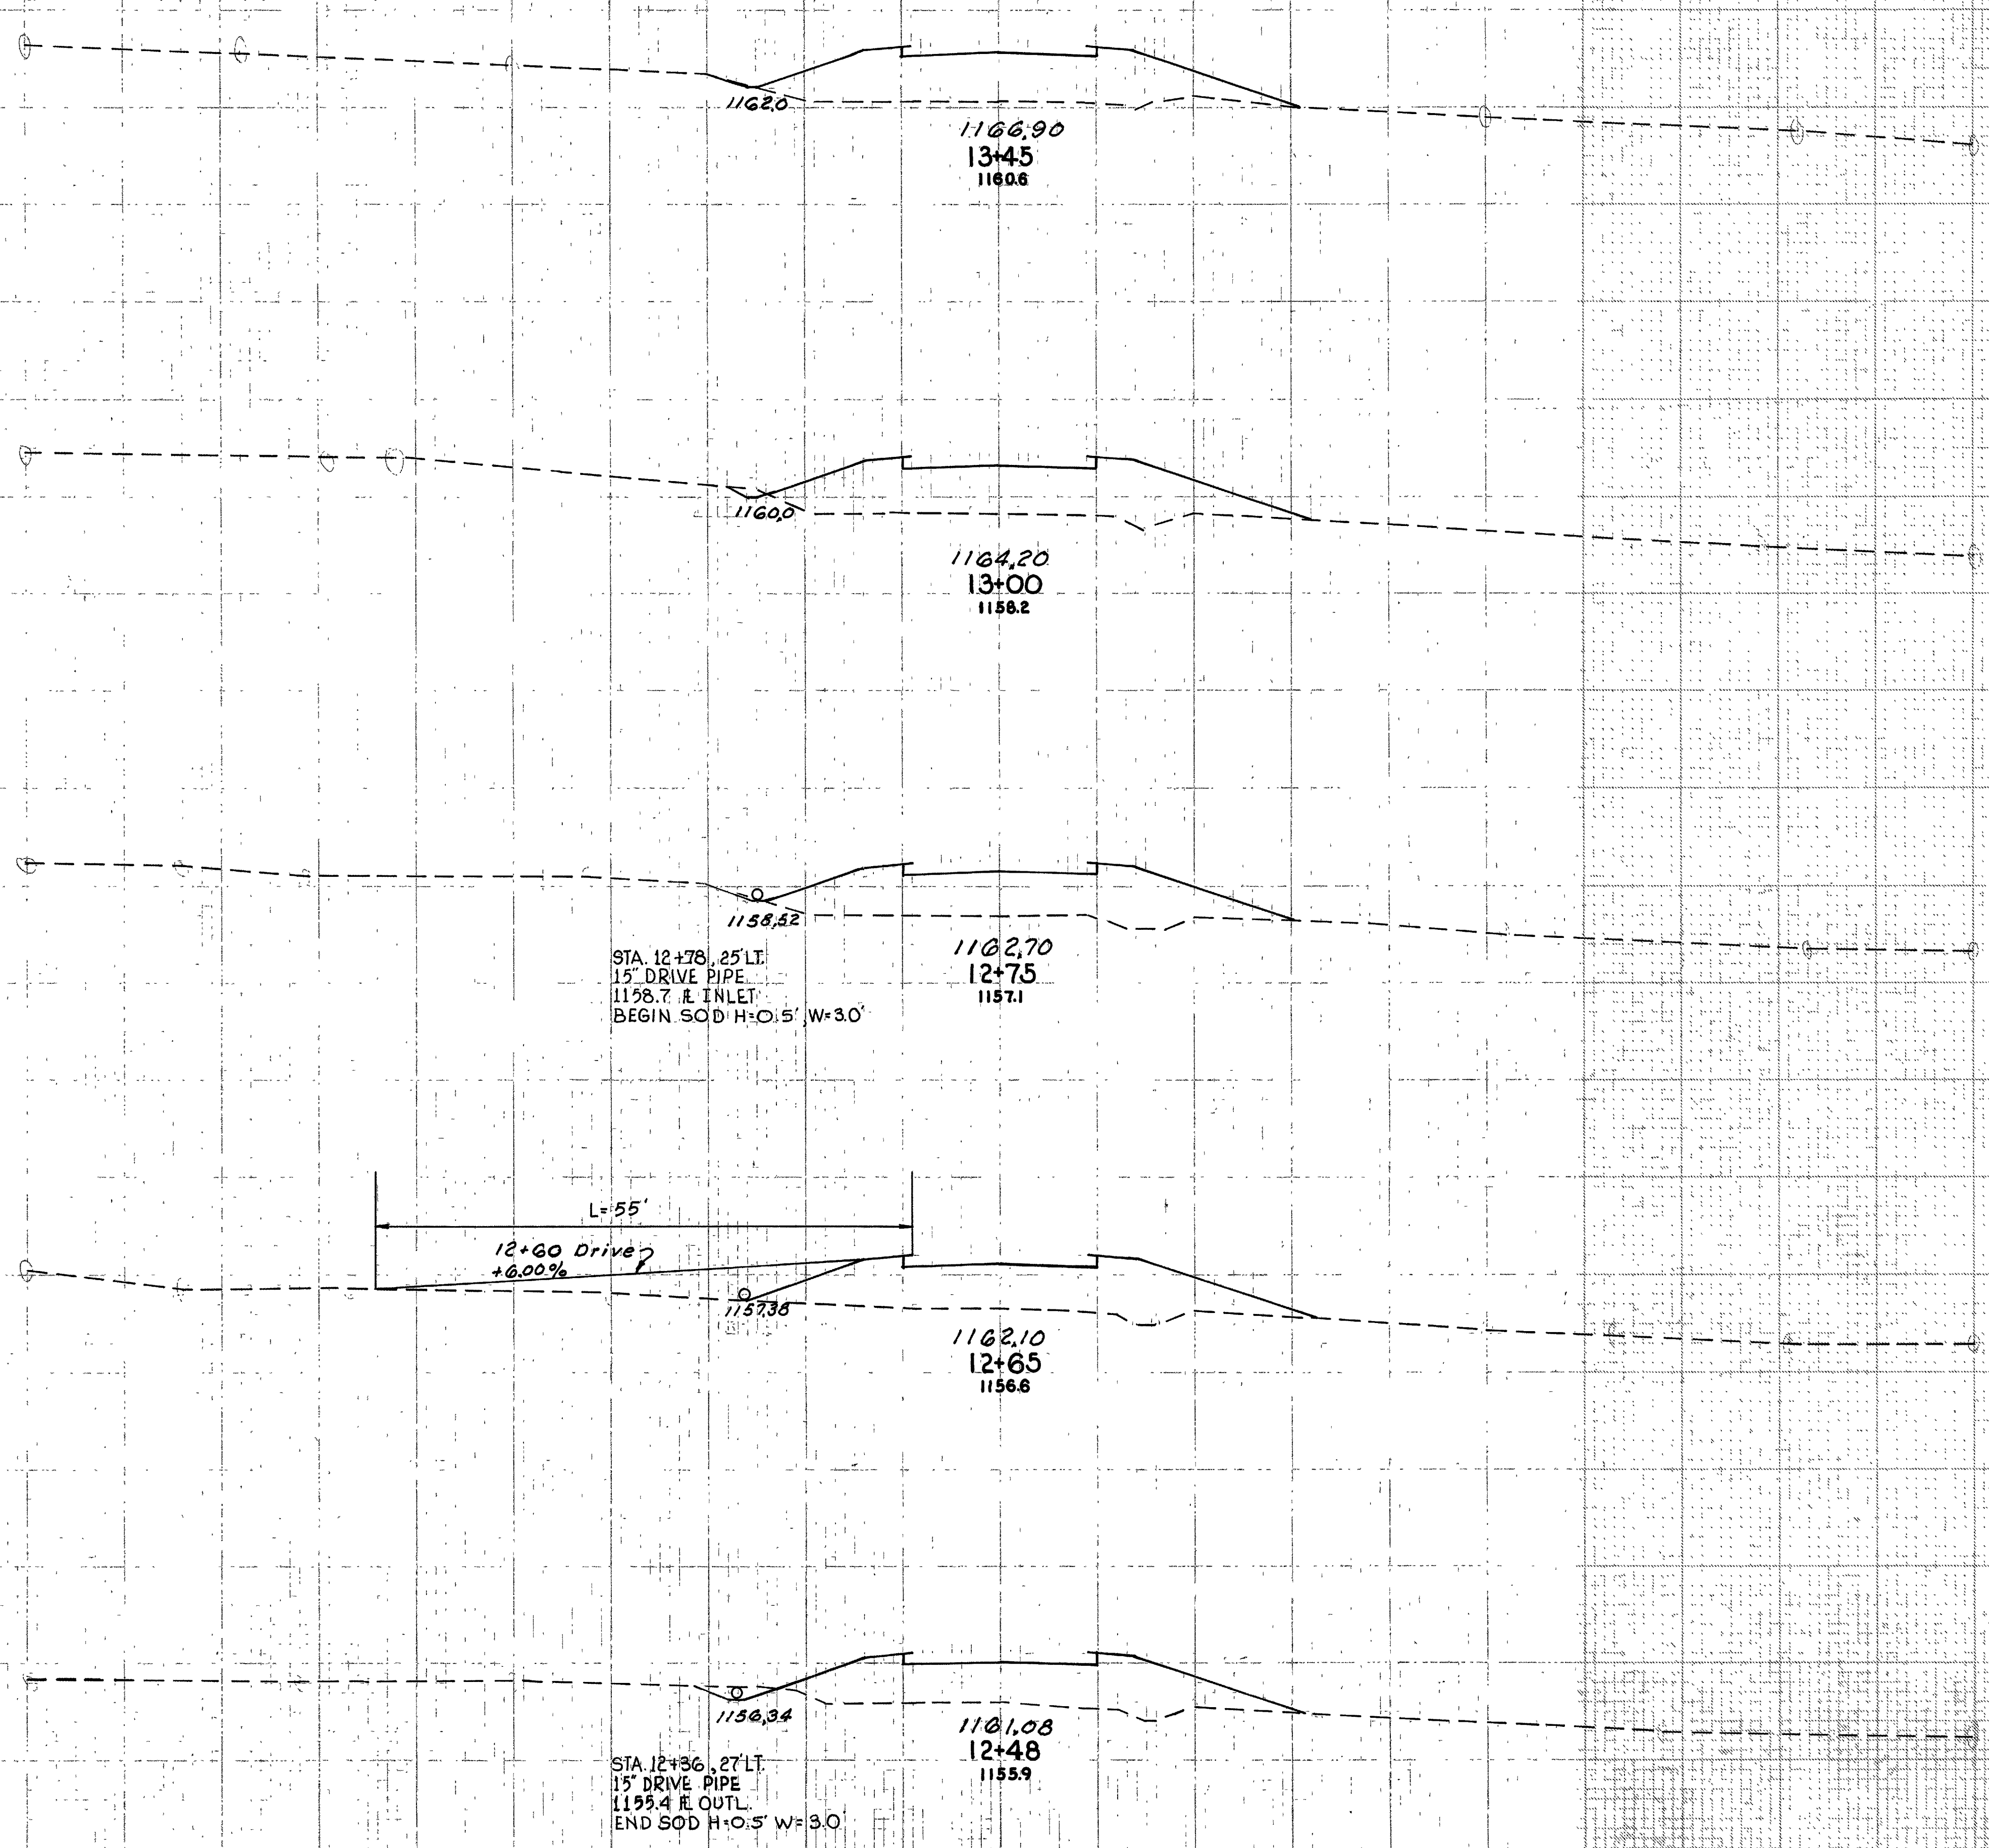 1162.0
1166.90
13+45
1160.6
1160.0
1164.20
13+00
1158.2
1158.52
1162.70
12+75
1157.1
STA. 12+78, 25' LT.
15" DRIVE PIPE
1158.7 FL INLET
BEGIN SOD H=0.5', W=3.0'
L=55'
12+60 Drive
+6.00%
1157.38
1162.10
12+65
1156.6
1156.34
1161.08
12+48
1155.9
STA. 12+36, 27' LT.
15" DRIVE PIPE
1155.4 FL OUTL.
END SOD H=0.5' W=3.0'